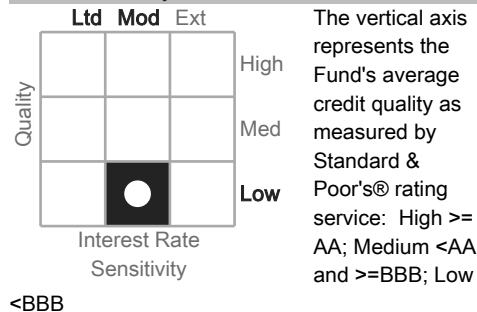 Ltd Mod Ext
Quality
High
Med
Low
Interest Rate
Sensitivity
The vertical axis
represents the
Fund's average
credit quality as
measured by
Standard &
Poor's® rating
service: High >=
AA; Medium <AA
and >=BBB; Low
<BBB